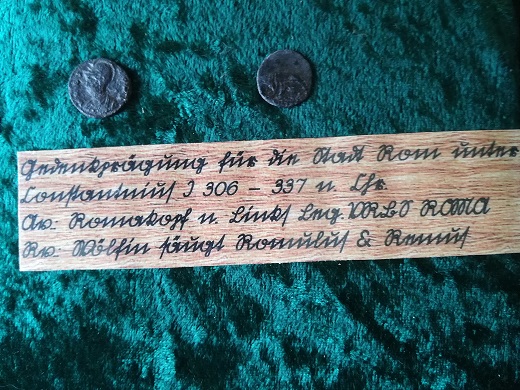 Gedenkprägung für die Stadt Rom unter
Constantinius I 306 - 337 n. Chr.
Av.: Romakopf n. links Leg. VRBS ROMA
Rv.: Wölfin säugt Romulus & Remus